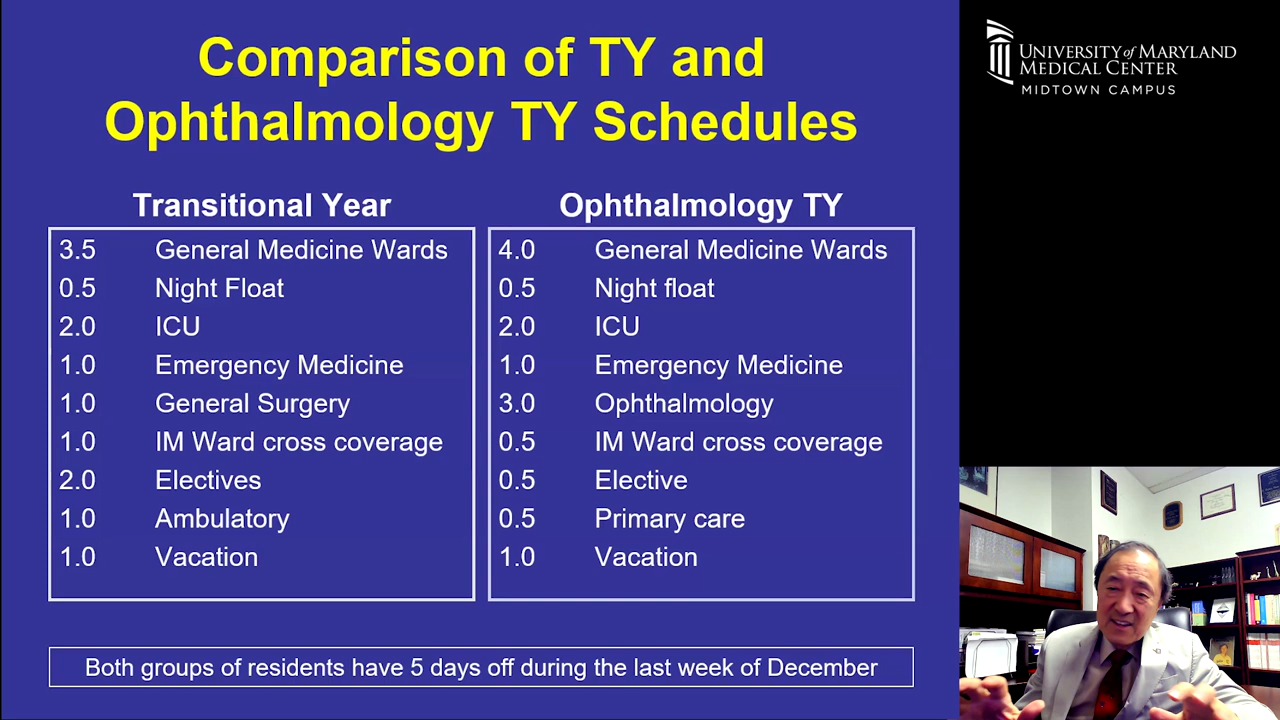 Comparison of TY and
Ophthalmology TY Schedules
Transitional Year
3.5 General Medicine Wards
0.5 Night Float
2.0 ICU
1.0 Emergency Medicine
1.0 General Surgery
1.0 IM Ward cross coverage
2.0 Electives
1.0 Ambulatory
1.0 Vacation
Ophthalmology TY
4.0 General Medicine Wards
0.5 Night float
2.0 ICU
1.0 Emergency Medicine
3.0 Ophthalmology
0.5 IM Ward cross coverage
0.5 Elective
0.5 Primary care
1.0 Vacation
Both groups of residents have 5 days off during the last week of December
UNIVERSITY of MARYLAND
MEDICAL CENTER
MIDTOWN CAMPUS